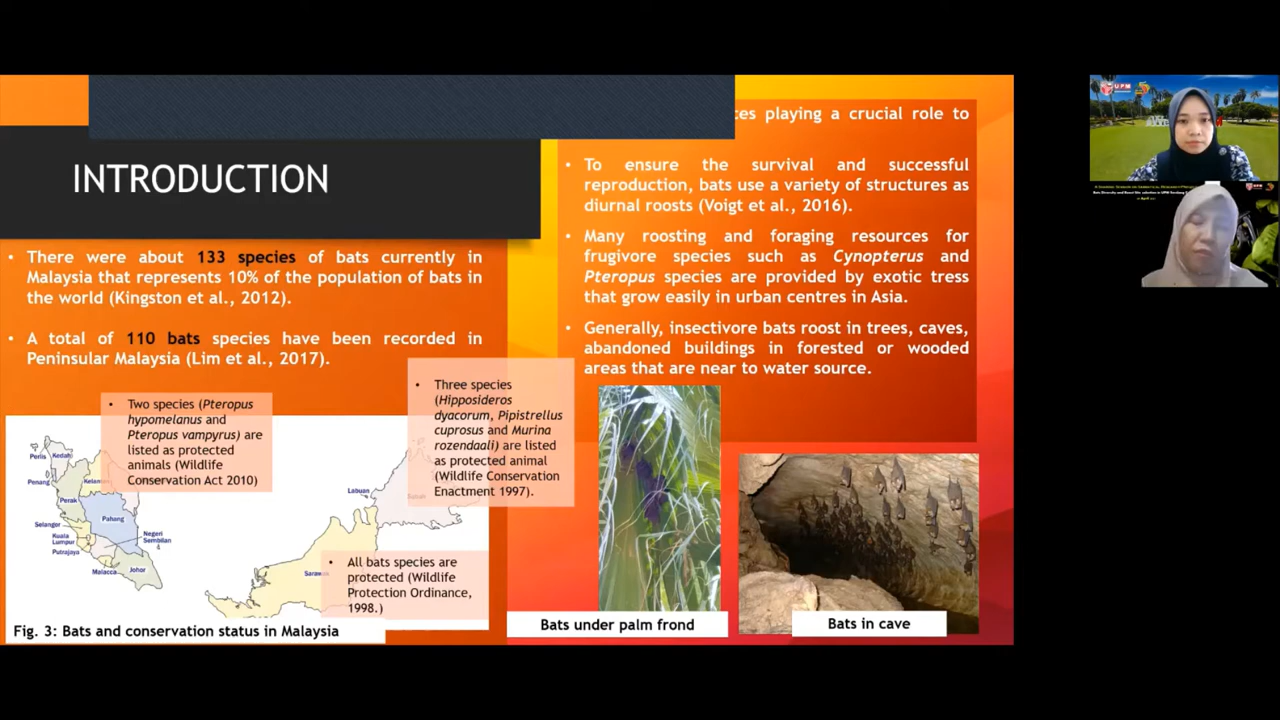 INTRODUCTION
• There were about 133 species of bats currently in
Malaysia that represents 10% of the population of bats
in the world (Kingston et al., 2012).
• A total of 110 bats species have been recorded in
Peninsular Malaysia (Lim et al., 2017).
• Two species (Pteropus
hypomelanus and
Pteropus vampyrus) are
listed as protected
animals (Wildlife
Conservation Act 2010)
• Three species
(Hipposideros
dyacorum, Pipistrellus
cuprosus and Murina
rozendaali) are listed
as protected animal
(Wildlife Conservation
Enactment 1997).
• All bats species are
protected (Wildlife
Protection Ordinance,
1998.)
Perlis
Kedah
Penang
Perak
Pahang
Selangor
Kuala
Lumpur
Putrajaya
Negeri
Sembilan
Malacca
Johor
Labuan
Sabah
Fig. 3: Bats and conservation status in Malaysia
playing a crucial role to
• To ensure the survival and successful
reproduction, bats use a variety of structures as
diurnal roosts (Voigt et al., 2016).
• Many roosting and foraging resources for
frugivore species such as Cynopterus and
Pteropus species are provided by exotic tress
that grow easily in urban centres in Asia.
• Generally, insectivore bats roost in trees, caves,
abandoned buildings in forested or wooded
areas that are near to water source.
Bats under palm frond
Bats in cave
UPM